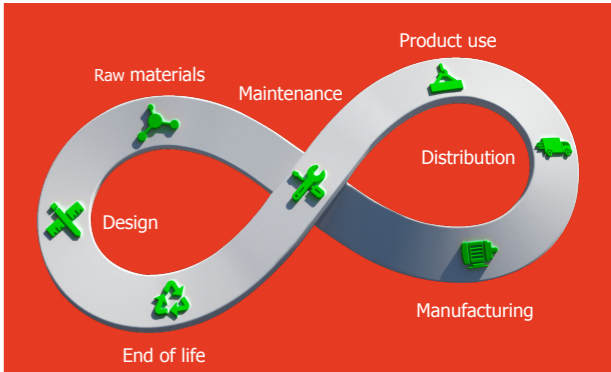 Product use
Raw materials
Maintenance
Distribution
Design
Manufacturing
End of life